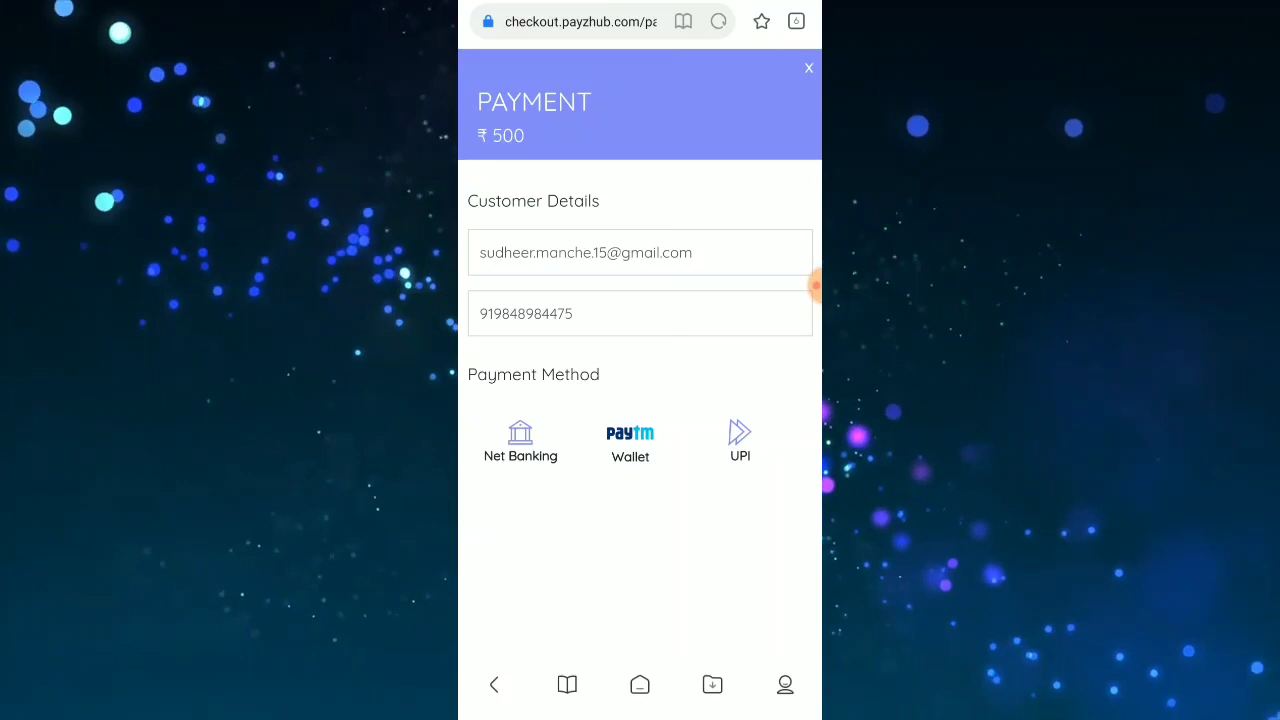 checkout.payzhub.com/pa
6
X
PAYMENT
₹ 500
Customer Details
sudheer.manche.15@gmail.com
919848984475
Payment Method
paytm
Net Banking
Wallet
UPI